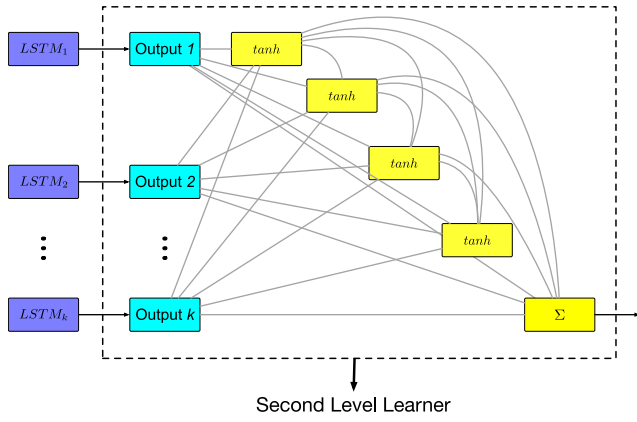 LSTM₁ Output 1 tanh
tanh
tanh
LSTM₂ Output 2
tanh
LSTMₖ Output k Σ
Second Level Learner